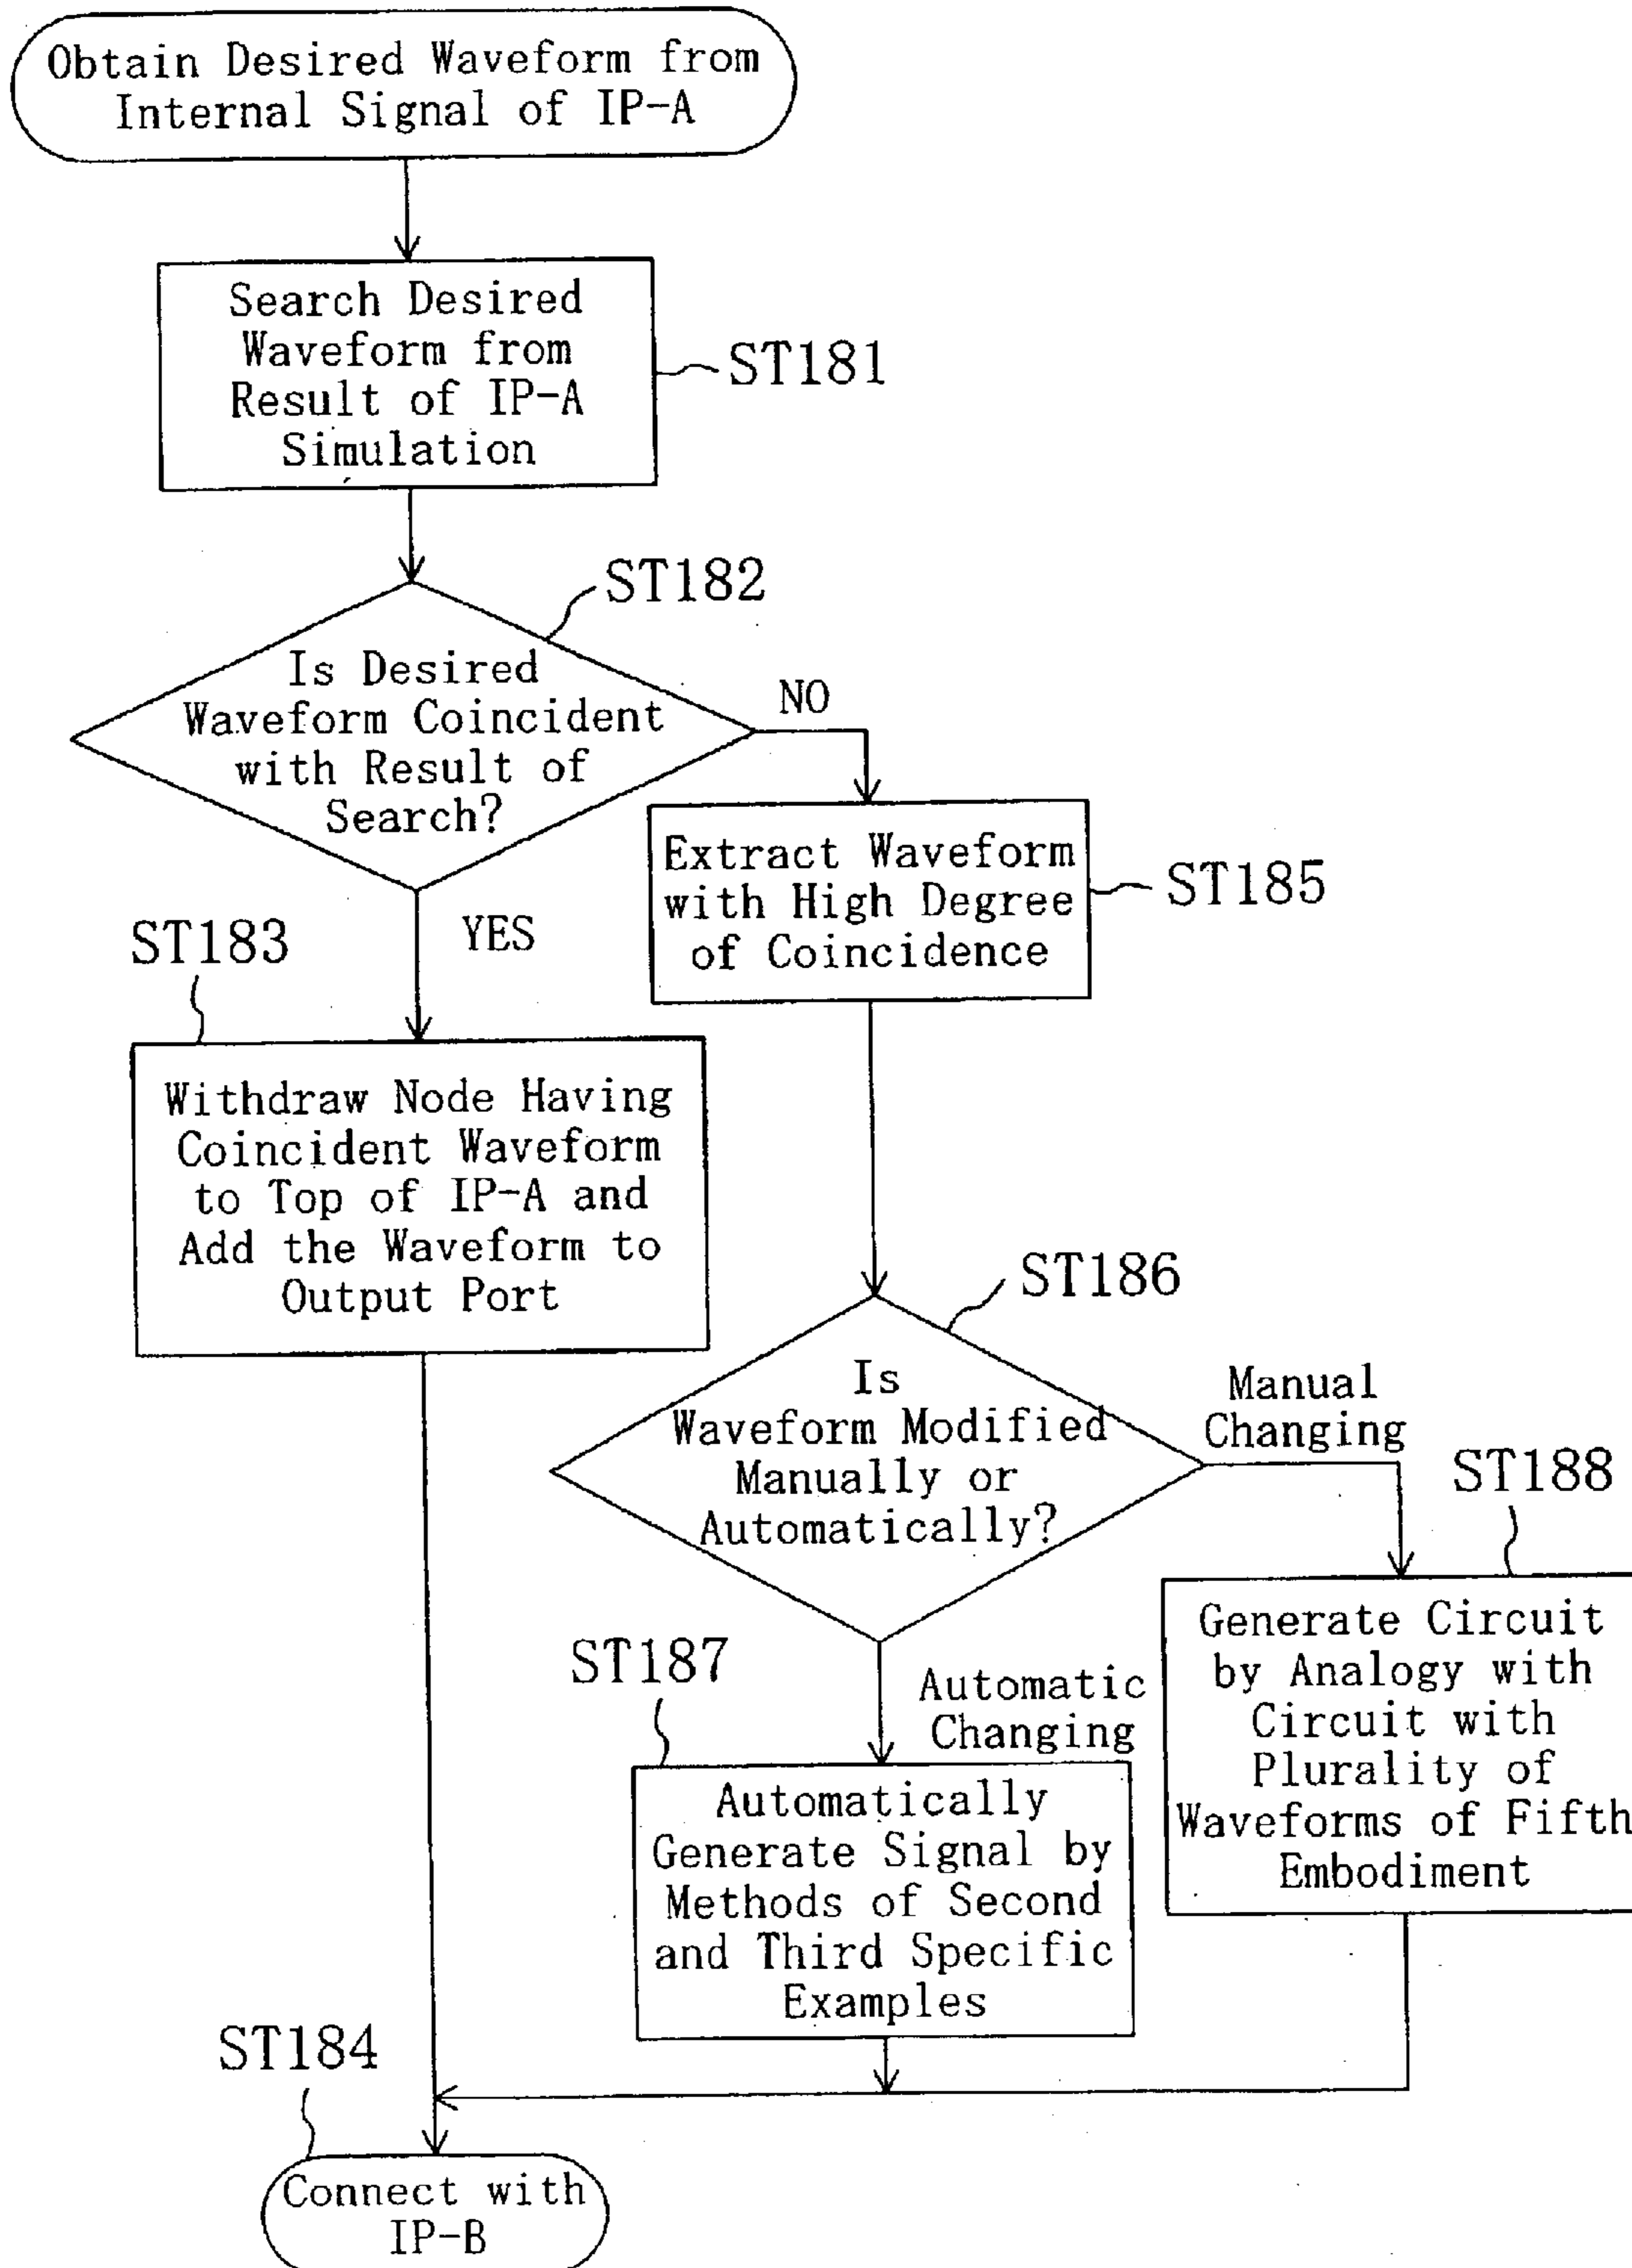 Obtain Desired Waveform from
Internal Signal of IP-A
Search Desired
Waveform from
Result of IP-A
Simulation
ST181
ST182
Is Desired
Waveform Coincident
with Result of
Search?
NO
YES
Extract Waveform
with High Degree
of Coincidence
ST185
ST183
Withdraw Node Having
Coincident Waveform
to Top of IP-A and
Add the Waveform to
Output Port
ST186
Is
Waveform Modified
Manually or
Automatically?
Manual
Changing
ST188
Generate Circuit
by Analogy with
Circuit with
Plurality of
Waveforms of Fifth
Embodiment
ST187
Automatic
Changing
Automatically
Generate Signal by
Methods of Second
and Third Specific
Examples
ST184
Connect with
IP-B